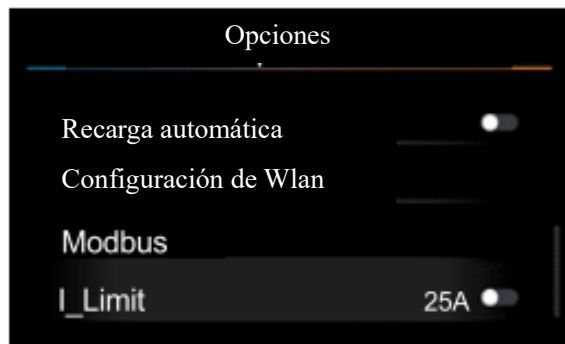 Opciones
Recarga automática
Configuración de Wlan
Modbus
I_Limit 25A